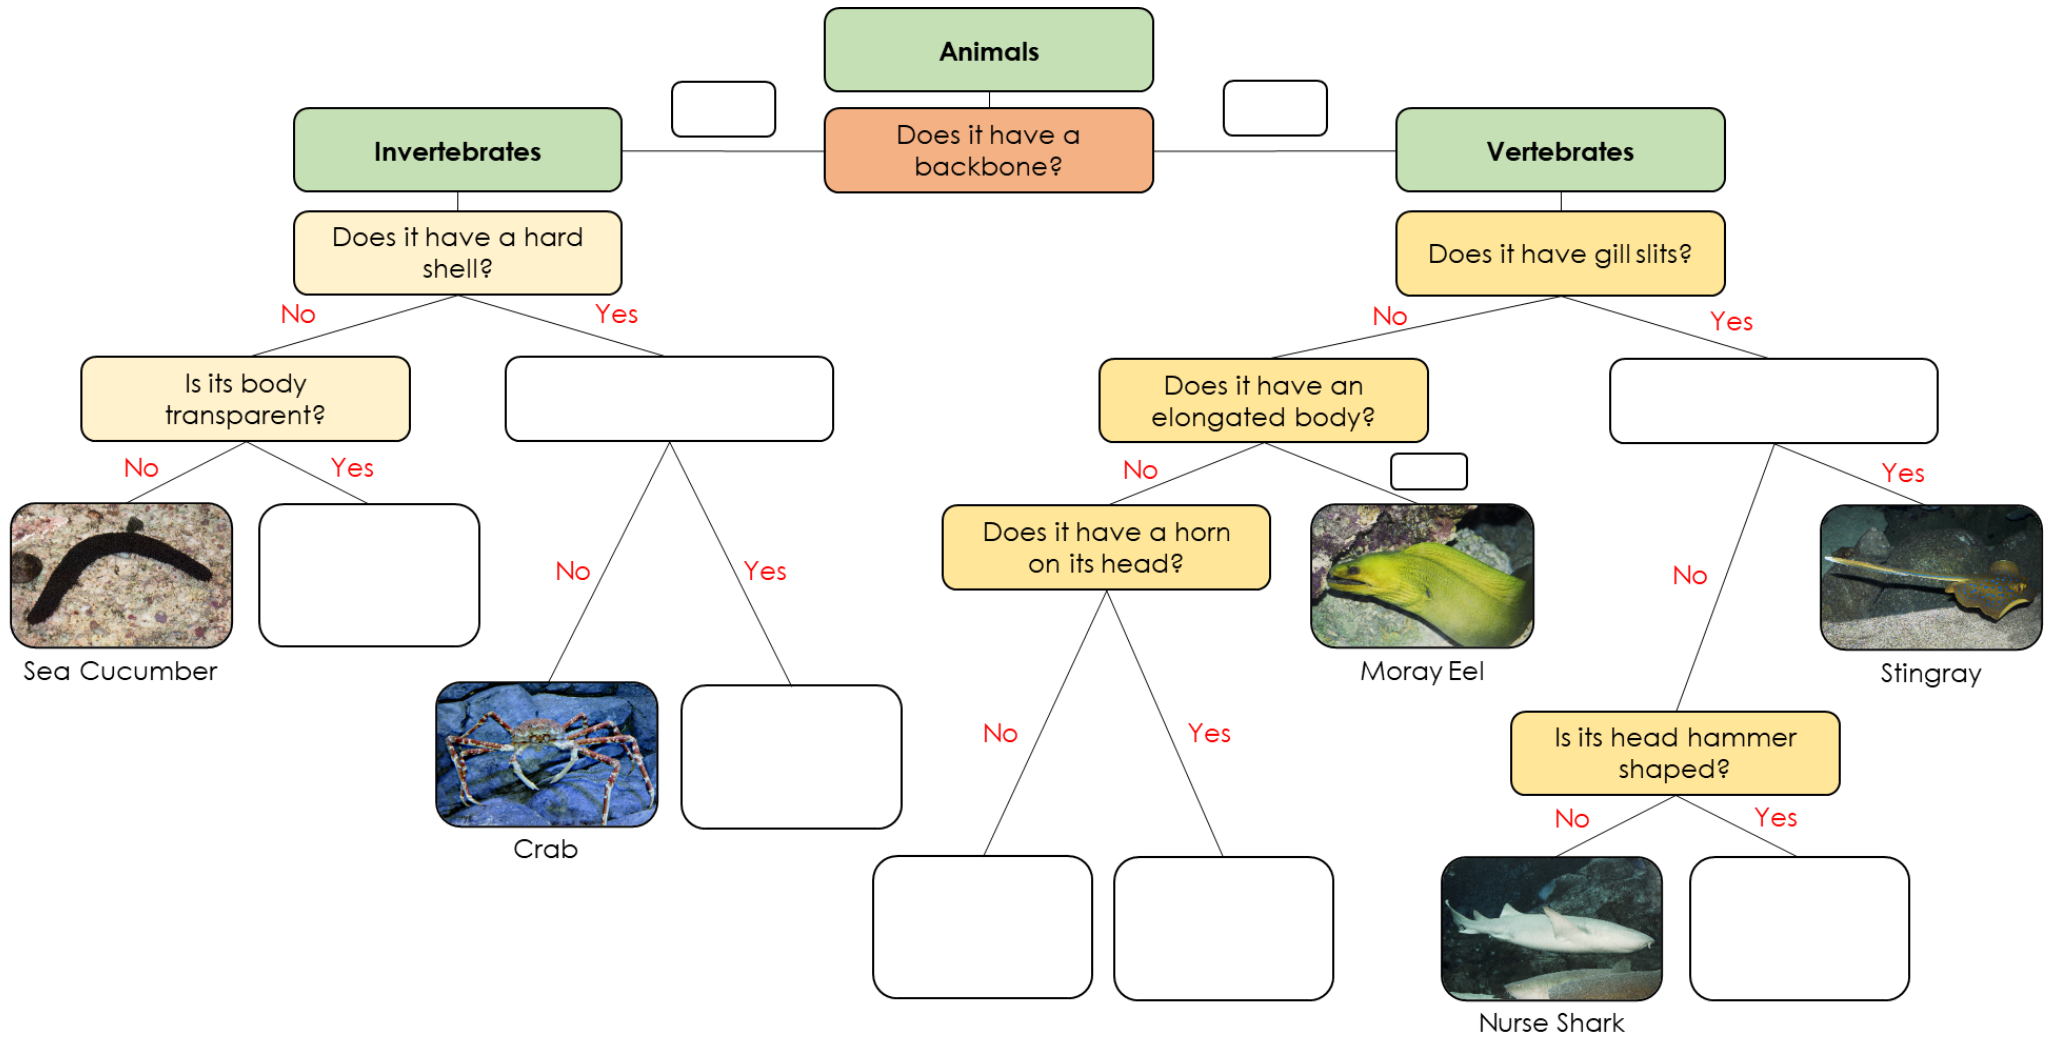 Animals
Does it have a
backbone?
Invertebrates
Vertebrates
Does it have a hard
shell?
Does it have gill slits?
No
Yes
No
Yes
Is its body
transparent?
Does it have an
elongated body?
No
Yes
No
Yes
Does it have a horn
on its head?
No
Yes
No
Sea Cucumber
Moray Eel
Stingray
No
Yes
Is its head hammer
shaped?
Crab
No
Yes
Nurse Shark